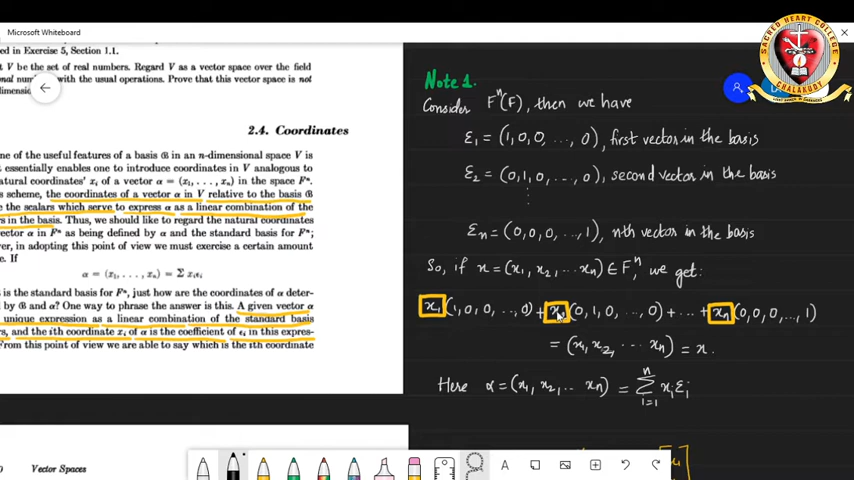 Microsoft Whiteboard
ed in Exercise 5, Section 1.1.
t V be the set of real numbers. Regard V as a vector space over the field
onal num with the usual operations. Prove that this vector space is not
dimension
2.4. Coordinates
ne of the useful features of a basis ℬ in an n-dimensional space V is
t essentially enables one to introduce coordinates in V analogous to
atural coordinates' xᵢ of a vector α = (x₁, . . . , xₙ) in the space Fⁿ.
s scheme, the coordinates of a vector α in V relative to the basis ℬ
e the scalars which serve to express α as a linear combination of the
rs in the basis. Thus, we should like to regard the natural coordinates
vector α in Fⁿ as being defined by α and the standard basis for Fⁿ;
ver, in adopting this point of view we must exercise a certain amount
e. If
α = (x₁, . . . , xₙ) = Σ xᵢϵᵢ
is the standard basis for Fⁿ, just how are the coordinates of α deter-
d by ℬ and α? One way to phrase the answer is this. A given vector α
unique expression as a linear combination of the standard basis
rs, and the ith coordinate xᵢ of α is the coefficient of ϵᵢ in this expres-
From this point of view we are able to say which is the ith coordinate
0 Vector Spaces
Note 1.
Consider Fⁿ(F), then we have
ε₁ = (1, 0, 0, ..., 0), first vector in the basis
ε₂ = (0, 1, 0, ..., 0), second vector in the basis
⋮
εₙ = (0, 0, 0, ..., 1), nth vector in the basis
So, if x = (x₁, x₂, ... xₙ) ∈ Fⁿ, we get:
x₁(1, 0, 0, ..., 0) + x₂(0, 1, 0, ..., 0) + ... + xₙ(0, 0, 0, ..., 1)
= (x₁, x₂, ... xₙ) = x.
Here α = (x₁, x₂, ... xₙ) = Σⁿᵢ₌₁ xᵢεᵢ
x₁
SACRED HEART COLLEGE
CHALAKUDY